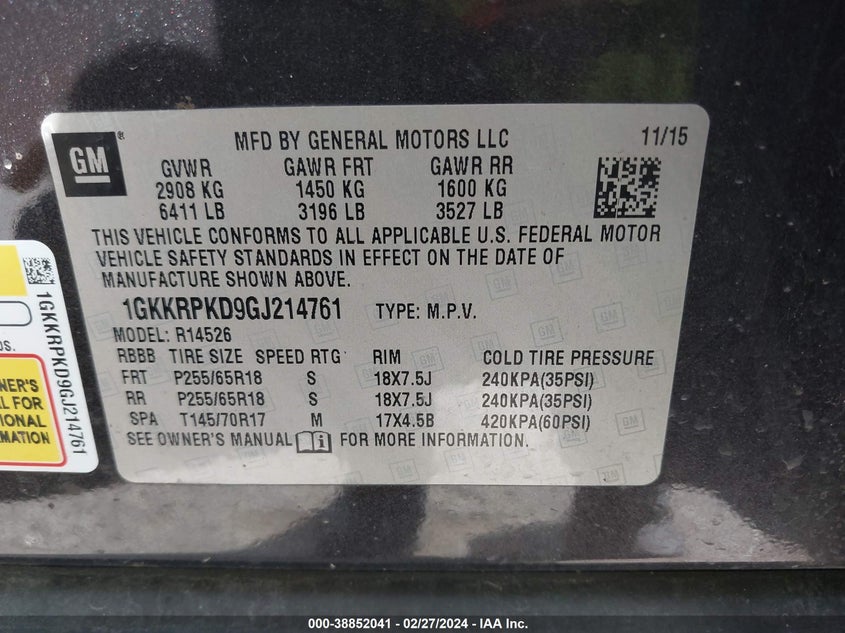 GM
MFD BY GENERAL MOTORS LLC
11/15
GVWR GAWR FRT GAWR RR
2908 KG 1450 KG 1600 KG
6411 LB 3196 LB 3527 LB
THIS VEHICLE CONFORMS TO ALL APPLICABLE U.S. FEDERAL MOTOR
VEHICLE SAFETY STANDARDS IN EFFECT ON THE DATE OF
MANUFACTURE SHOWN ABOVE.
1GKKRPKD9GJ214761 TYPE: M.P.V.
MODEL: R14526
RBBB TIRE SIZE SPEED RTG RIM COLD TIRE PRESSURE
FRT P255/65R18 S 18X7.5J 240KPA(35PSI)
RR P255/65R18 S 18X7.5J 240KPA(35PSI)
SPA T145/70R17 M 17X4.5B 420KPA(60PSI)
SEE OWNER'S MANUAL i FOR MORE INFORMATION.
1GKKRPKD9GJ214761
000-38852041 - 02/27/2024 - IAA Inc.